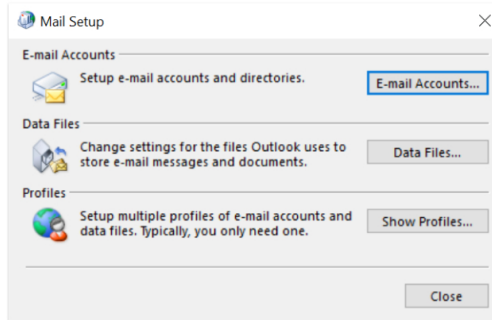 Mail Setup
E-mail Accounts
Setup e-mail accounts and directories.
E-mail Accounts...
Data Files
Change settings for the files Outlook uses to
store e-mail messages and documents.
Data Files...
Profiles
Setup multiple profiles of e-mail accounts and
data files. Typically, you only need one.
Show Profiles...
Close